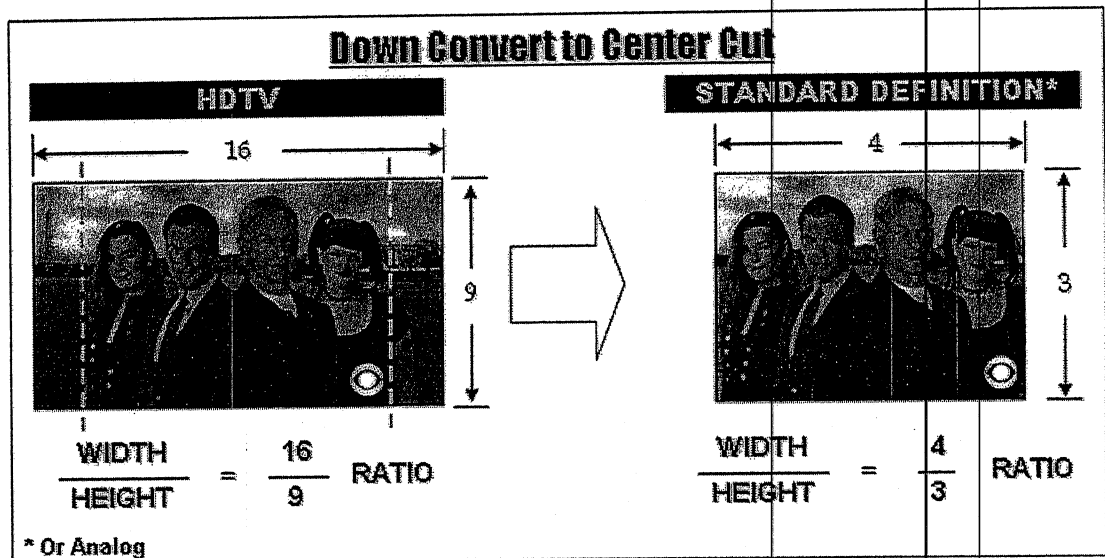 Down Convert to Center Cut
HDTV
STANDARD DEFINITION*
16
4
9
3
WIDTH
HEIGHT
=
16
9
RATIO
WIDTH
HEIGHT
=
4
3
RATIO
* Or Analog